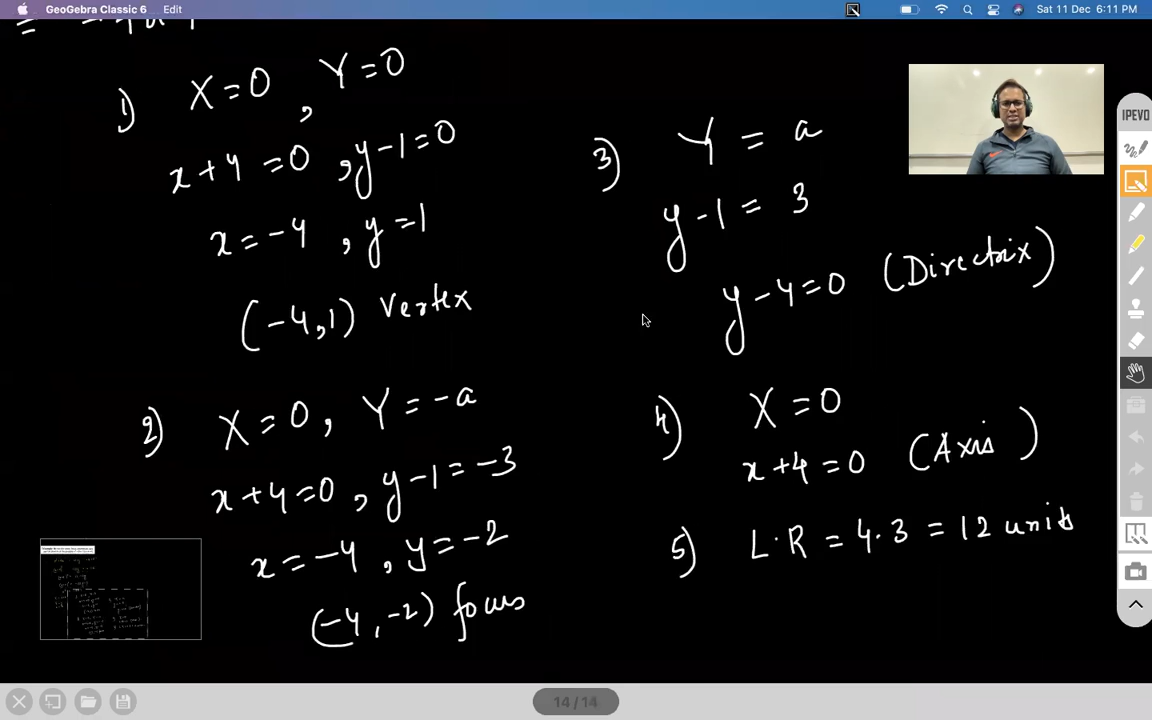 GeoGebra Classic 6 Edit Sat 11 Dec 6:11 PM
1) X=0 , Y=0
x+4=0 , y-1=0
x=-4 , y=1
(-4,1) Vertex
2) X=0, Y=-a
x+4=0 , y-1=-3
x=-4 , y=-2
(-4,-2) focus
3) Y = a
y-1 = 3
y-4=0 (Directrix)
4) X=0
x+4=0 (Axis)
5) L.R = 4.3 = 12 units
IPEVO
14/14